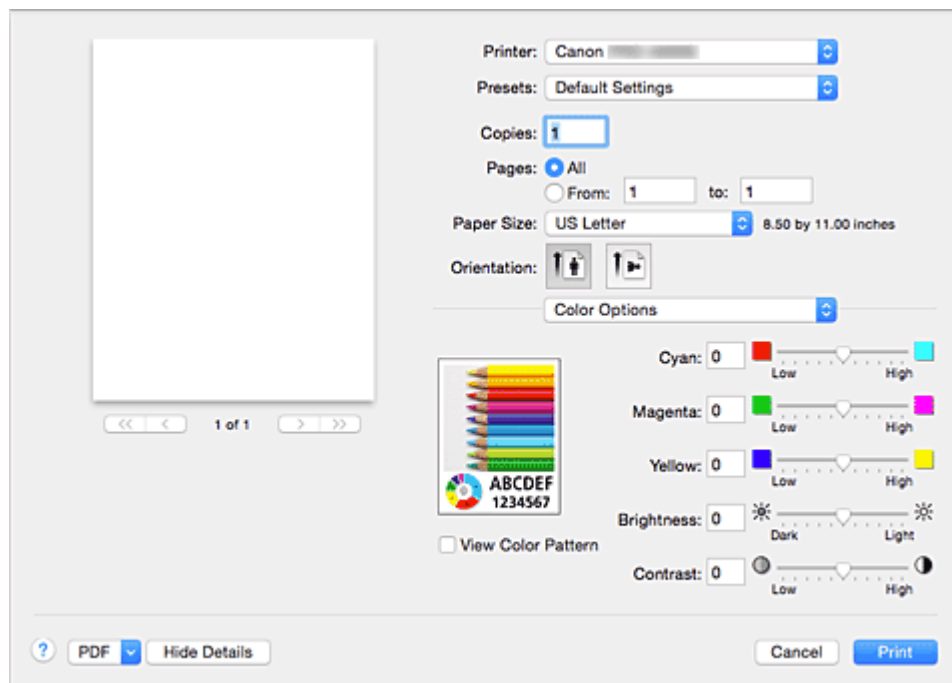 Printer: Canon
Presets: Default Settings
Copies: 1
Pages: All
From: 1 to: 1
Paper Size: US Letter 8.50 by 11.00 inches
Orientation:
Color Options
<< < 1 of 1 > >>
ABCDEF
1234567
View Color Pattern
Cyan: 0
Low High
Magenta: 0
Low High
Yellow: 0
Low High
Brightness: 0
Dark Light
Contrast: 0
Low High
? PDF Hide Details Cancel Print